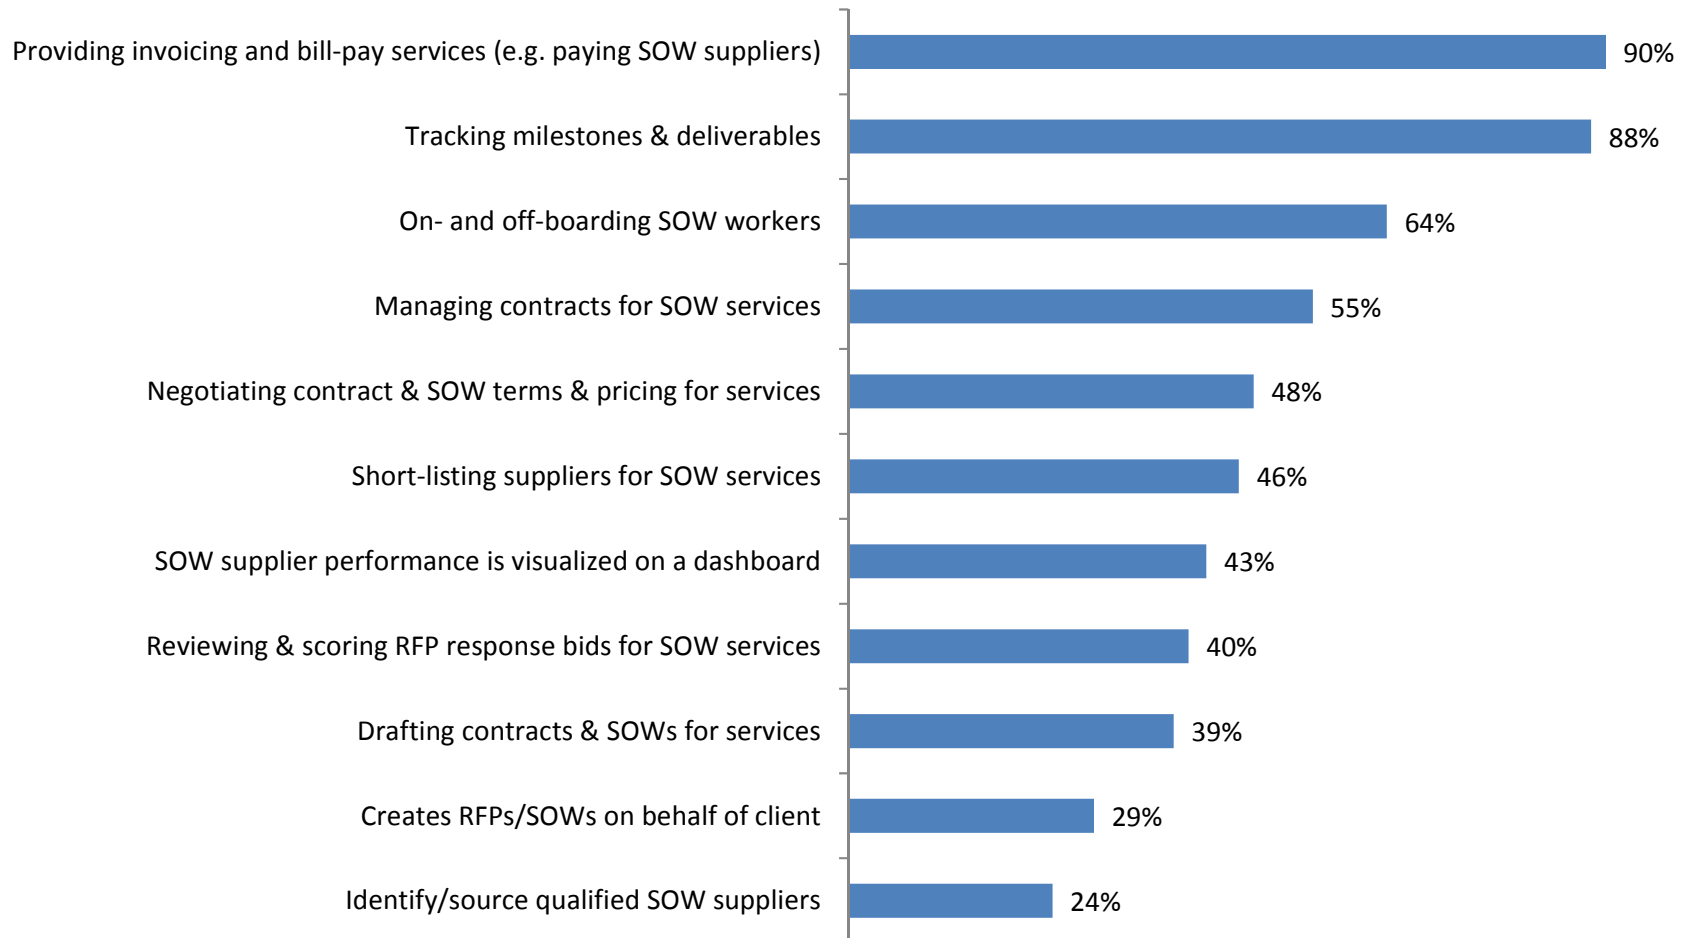 Providing invoicing and bill-pay services (e.g. paying SOW suppliers) 90%
Tracking milestones & deliverables 88%
On- and off-boarding SOW workers 64%
Managing contracts for SOW services 55%
Negotiating contract & SOW terms & pricing for services 48%
Short-listing suppliers for SOW services 46%
SOW supplier performance is visualized on a dashboard 43%
Reviewing & scoring RFP response bids for SOW services 40%
Drafting contracts & SOWs for services 39%
Creates RFPs/SOWs on behalf of client 29%
Identify/source qualified SOW suppliers 24%